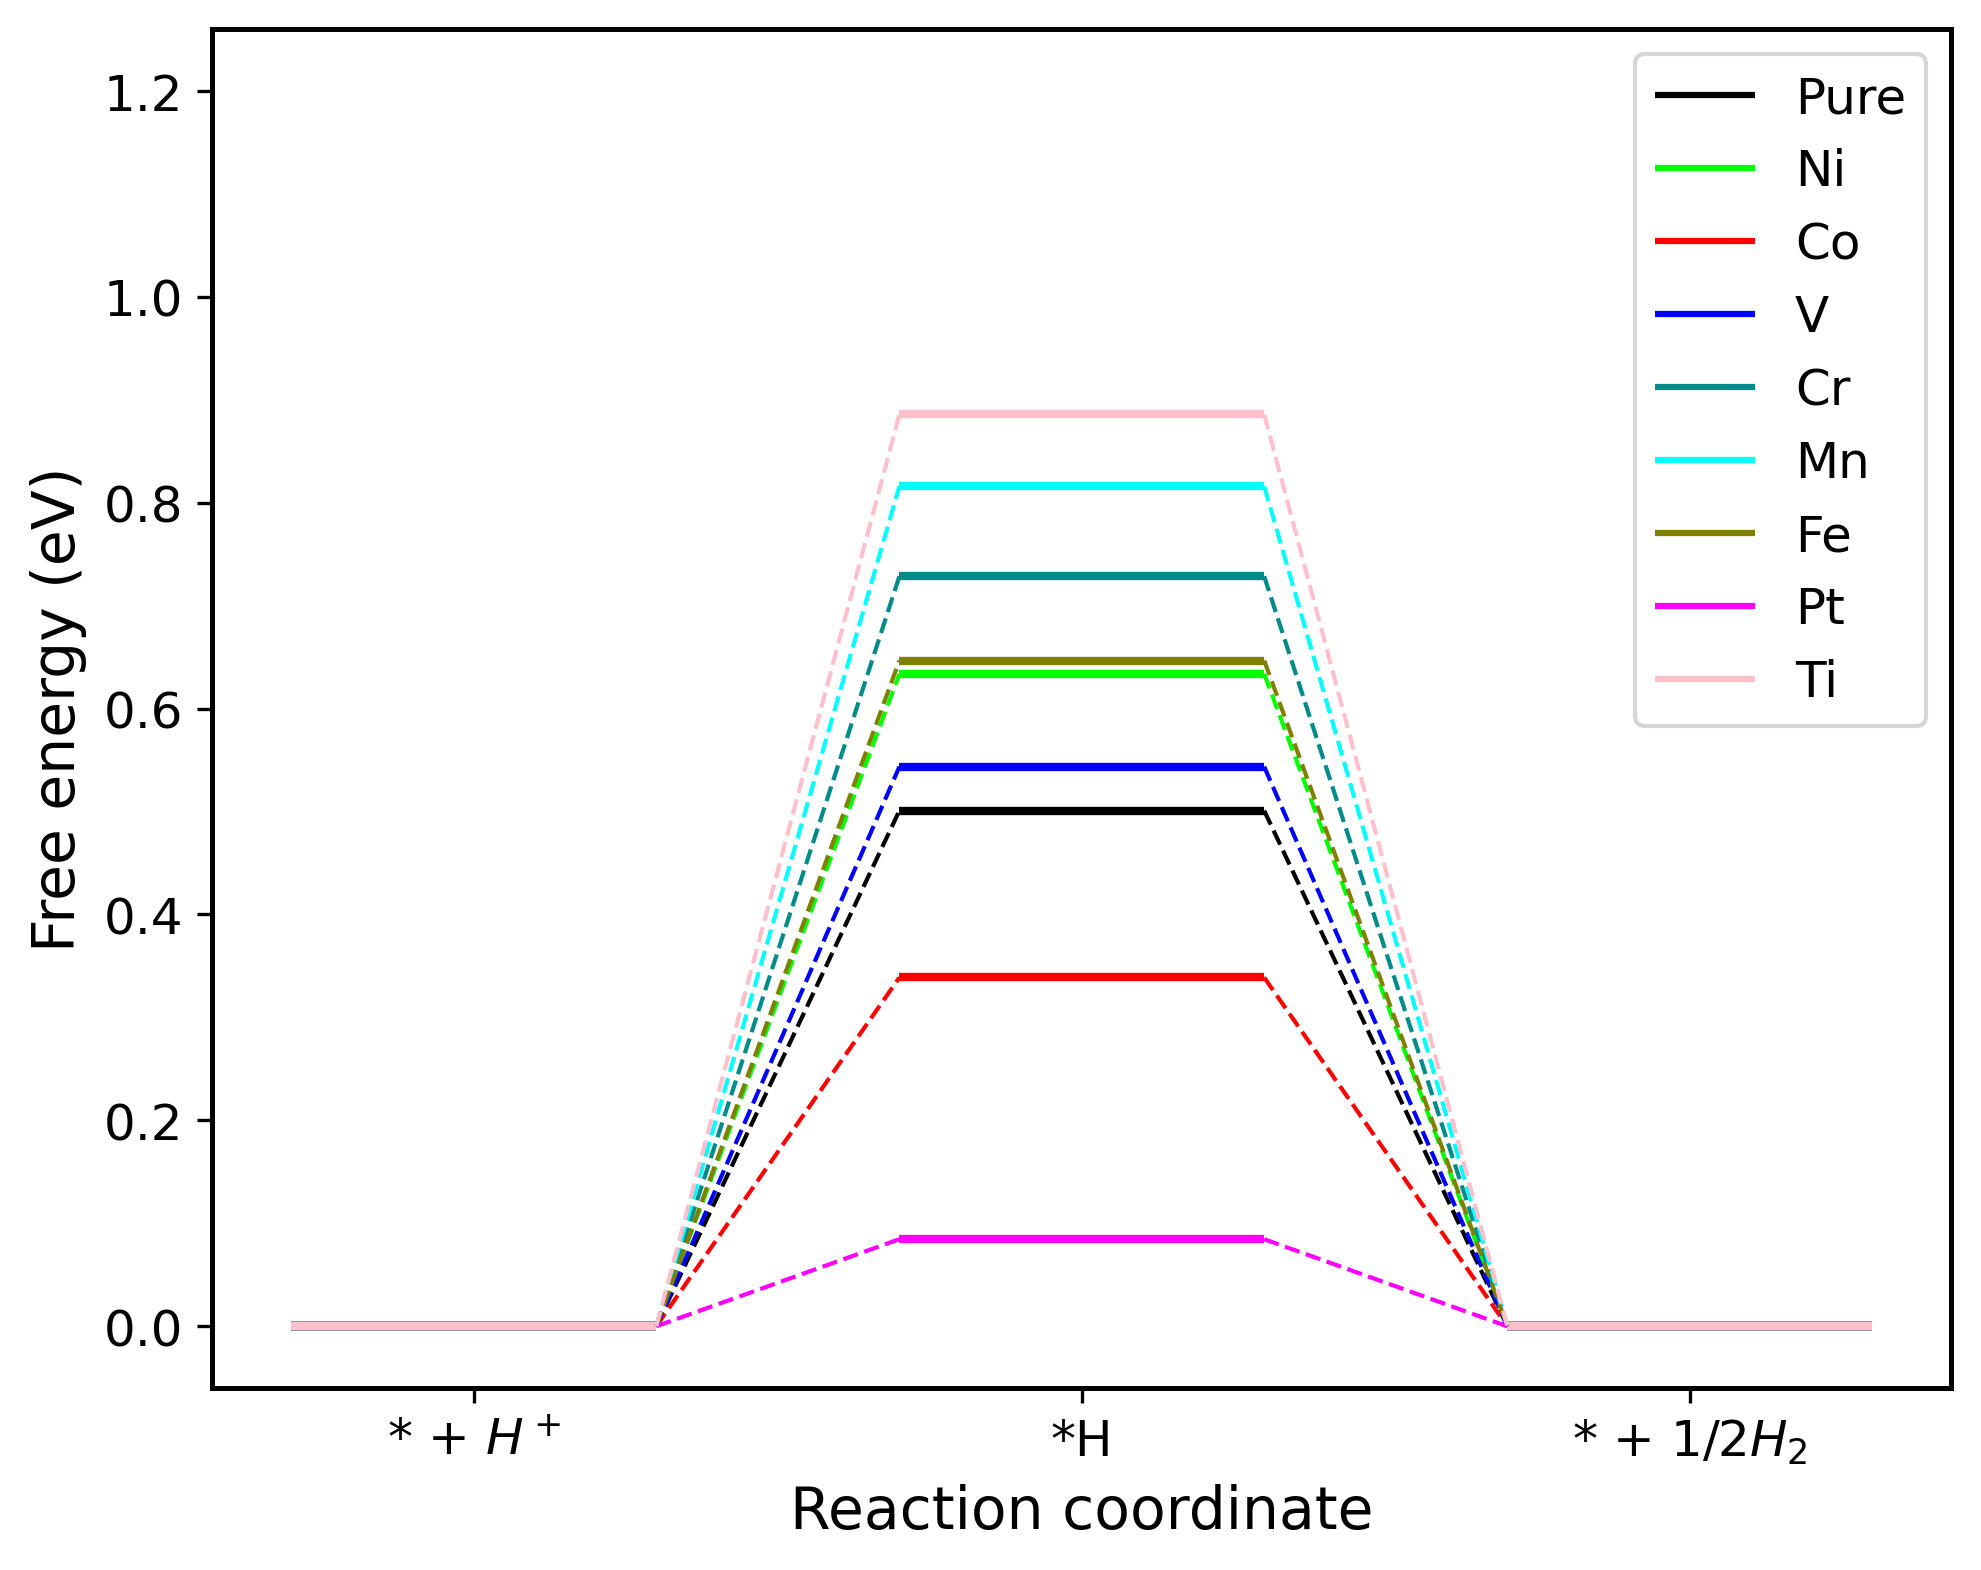 Free energy (eV)
1.2
1.0
0.8
0.6
0.4
0.2
0.0
Pure
Ni
Co
V
Cr
Mn
Fe
Pt
Ti
* + H⁺
*H
* + 1/2H₂
Reaction coordinate